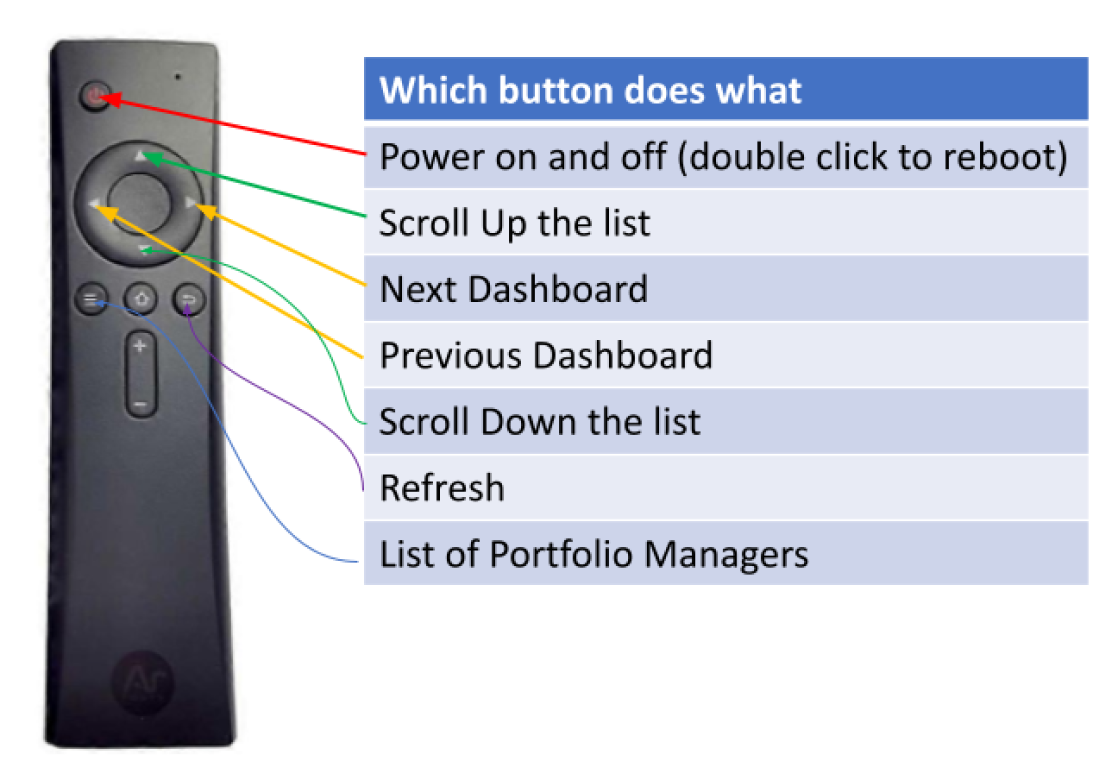 Which button does what
Power on and off (double click to reboot)
Scroll Up the list
Next Dashboard
Previous Dashboard
Scroll Down the list
Refresh
List of Portfolio Managers
+
−
Ar